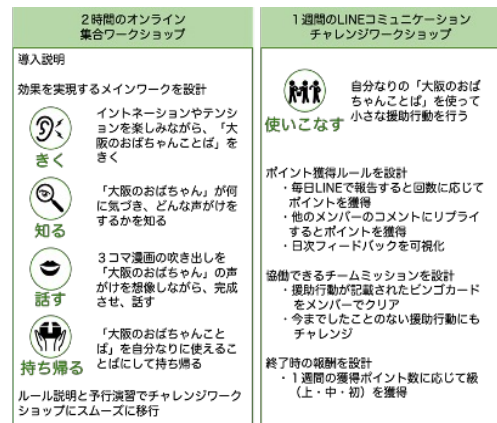 2時間のオンライン
集合ワークショップ
導入説明
効果を実現するメインワークを設計
きく
イントネーションやテンシ
ョンを楽しみながら、「大
阪のおばちゃんことば」を
きく
知る
「大阪のおばちゃん」が何
に気づき、どんな声がけを
するかを知る
話す
3コマ漫画の吹き出しを
「大阪のおばちゃん」の声
がけを想像しながら、完成
させ、話す
持ち帰る
「大阪のおばちゃんこと
ば」を自分なりに使えるこ
とばにして持ち帰る
ルール説明と予行演習でチャレンジワーク
ショップにスムーズに移行
1週間のLINEコミュニケーション
チャレンジワークショップ
使いこなす
自分なりの「大阪のおば
ちゃんことば」を使って
小さな援助行動を行う
ポイント獲得ルールを設計
・毎日LINEで報告すると回数に応じて
ポイントを獲得
・他のメンバーのコメントにリプライ
するとポイントを獲得
・日次フィードバックを可視化
協働できるチームミッションを設計
・援助行動が記載されたビンゴカード
をメンバーでクリア
・今までしたことのない援助行動にも
チャレンジ
終了時の報酬を設計
・1週間の獲得ポイント数に応じて級
（上・中・初）を獲得